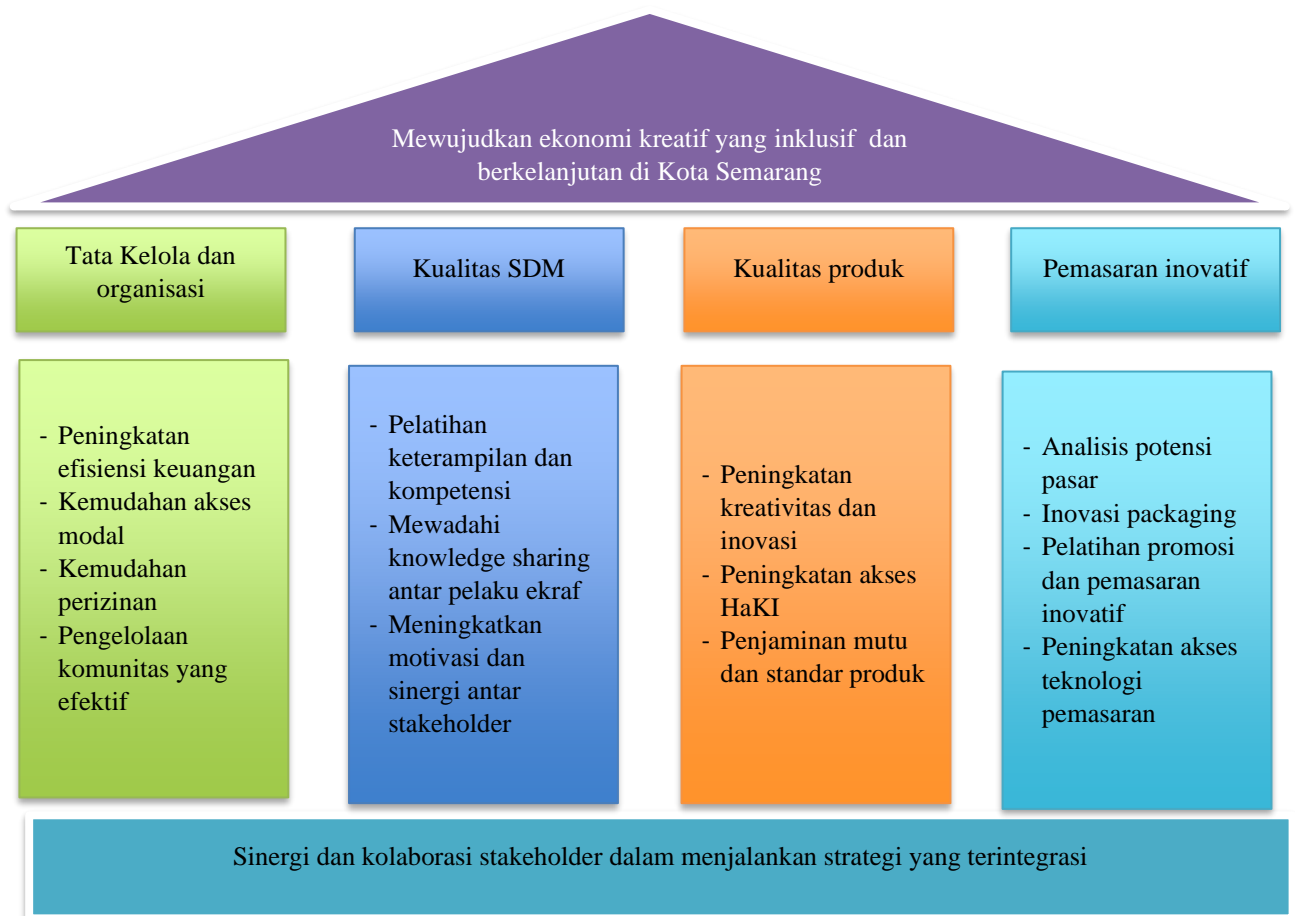 Mewujudkan ekonomi kreatif yang inklusif dan
berkelanjutan di Kota Semarang
Tata Kelola dan
organisasi
Kualitas SDM
Kualitas produk
Pemasaran inovatif
- Peningkatan
efisiensi keuangan
- Kemudahan akses
modal
- Kemudahan
perizinan
- Pengelolaan
komunitas yang
efektif
- Pelatihan
keterampilan dan
kompetensi
- Mewadahi
knowledge sharing
antar pelaku ekraf
- Meningkatkan
motivasi dan
sinergi antar
stakeholder
- Peningkatan
kreativitas dan
inovasi
- Peningkatan akses
HaKI
- Penjaminan mutu
dan standar produk
- Analisis potensi
pasar
- Inovasi packaging
- Pelatihan promosi
dan pemasaran
inovatif
- Peningkatan akses
teknologi
pemasaran
Sinergi dan kolaborasi stakeholder dalam menjalankan strategi yang terintegrasi